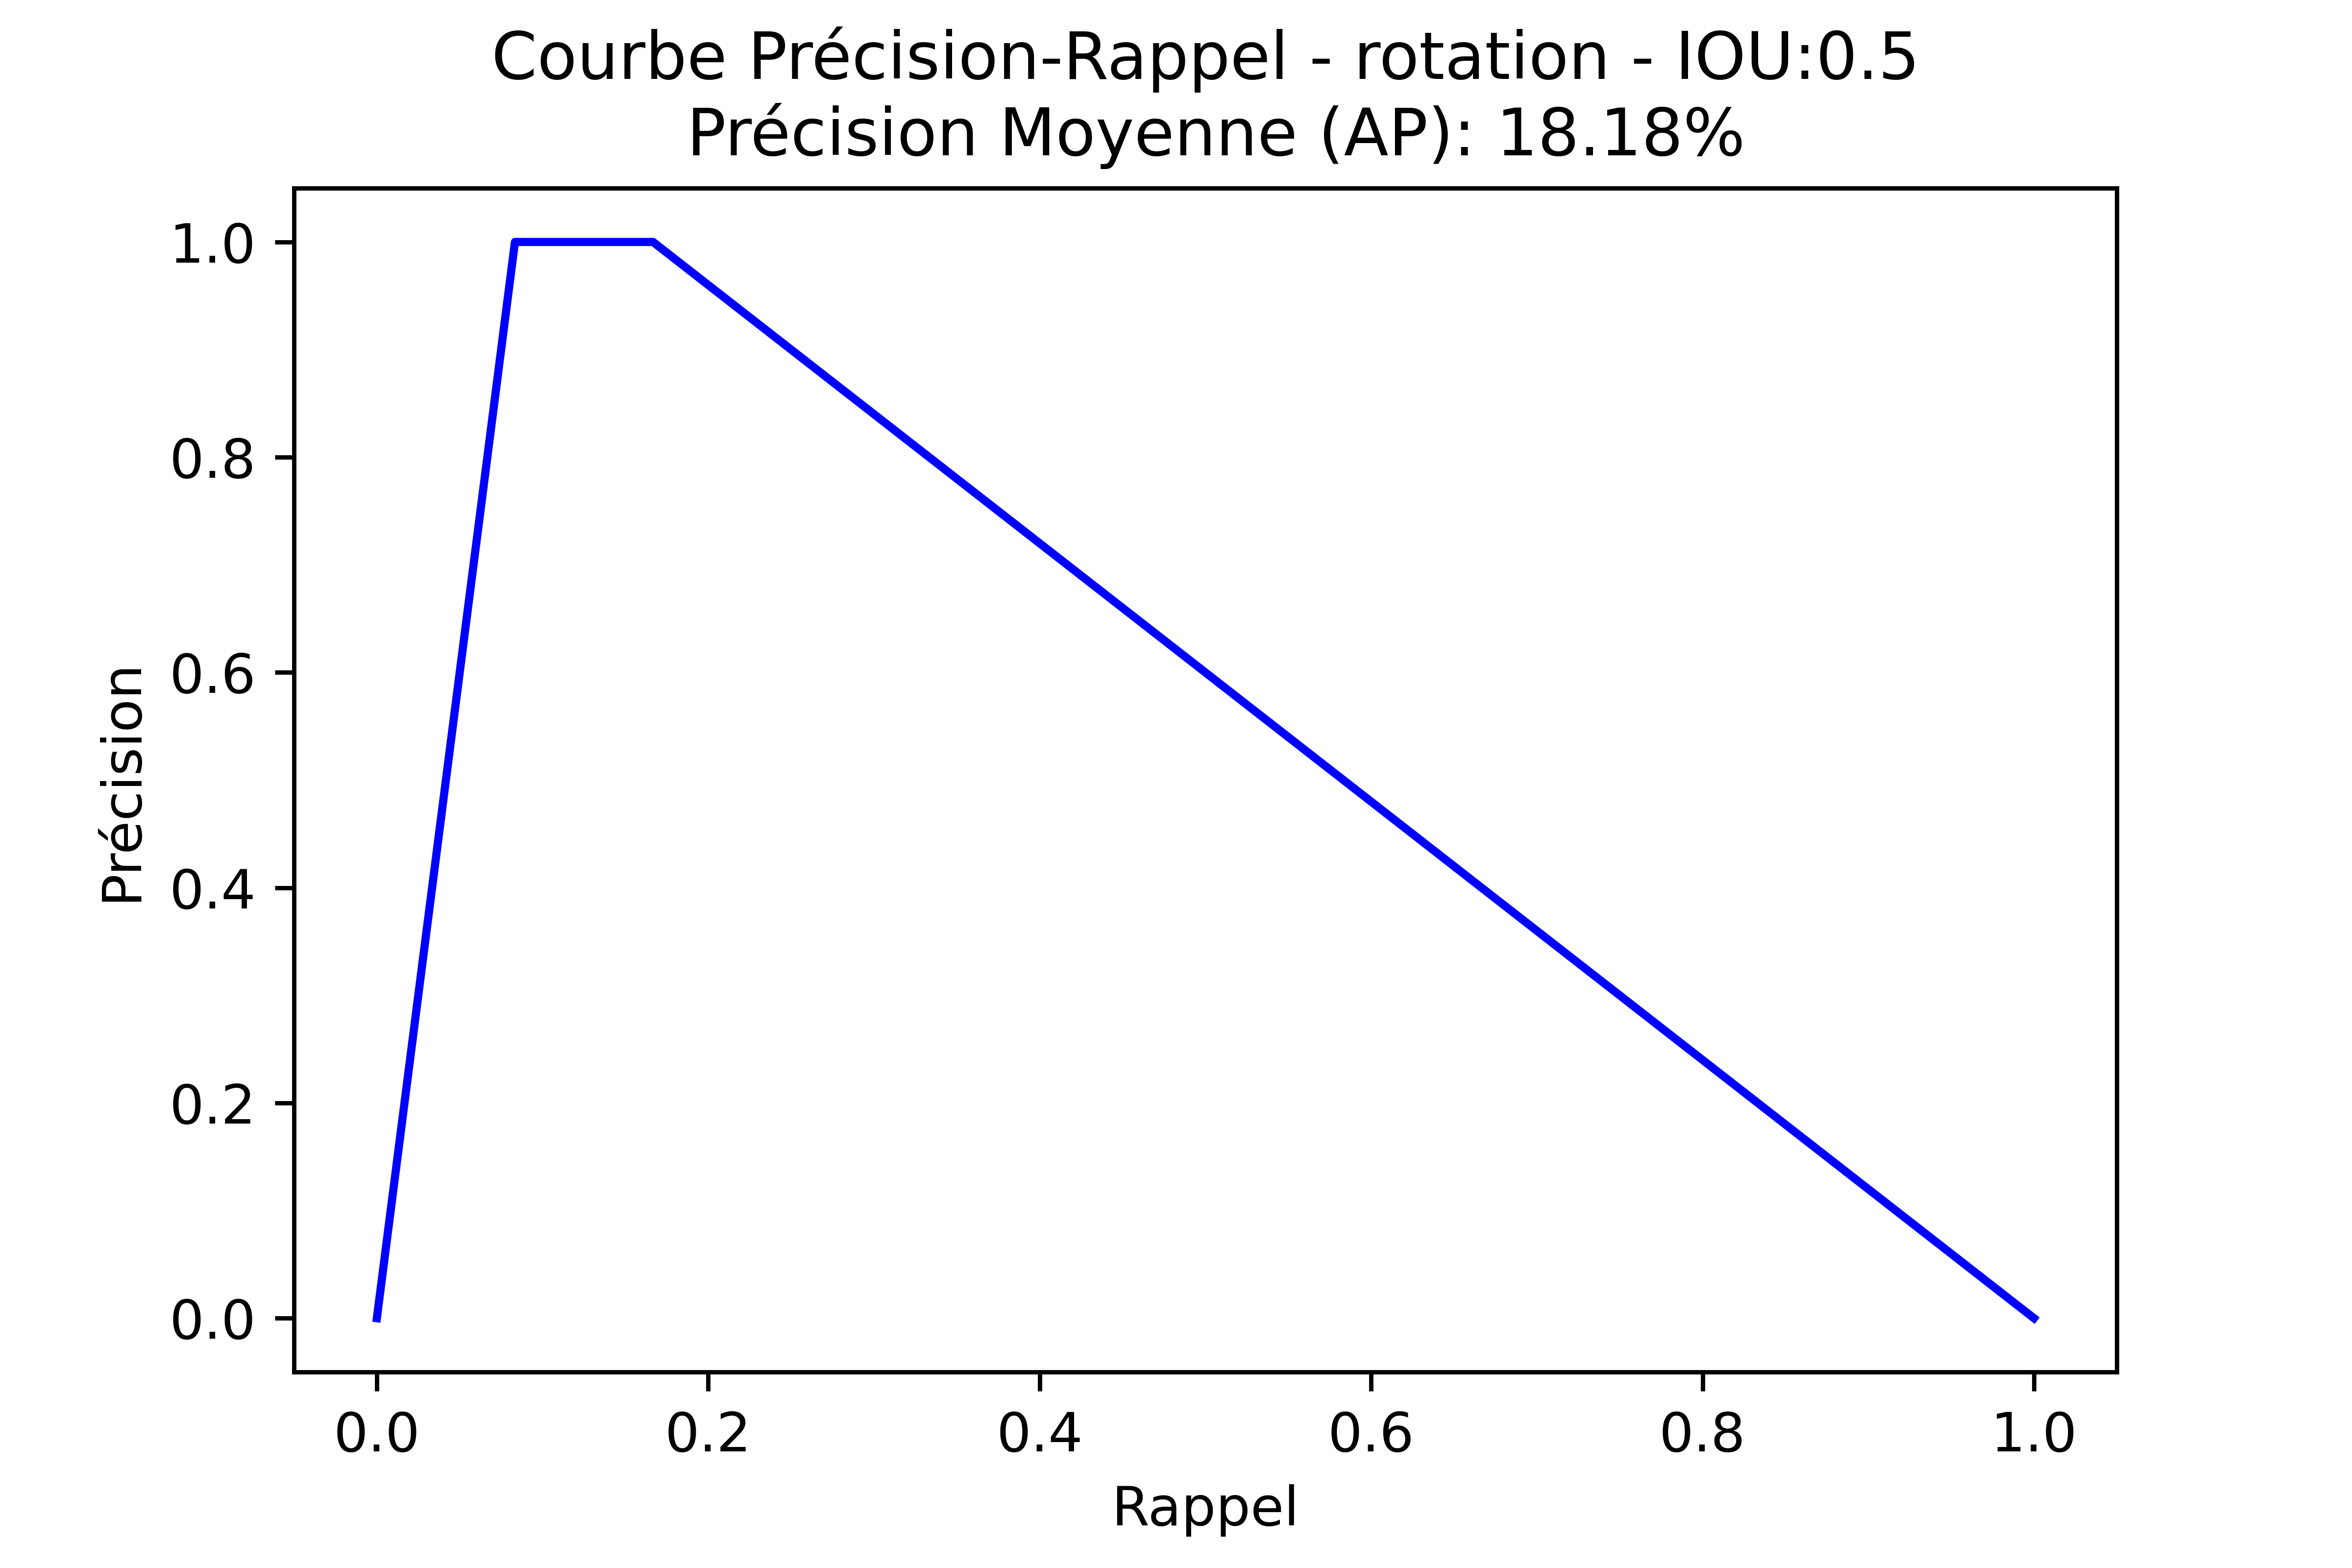 Courbe Précision-Rappel - rotation - IOU:0.5
Précision Moyenne (AP): 18.18%
1.0
0.8
0.6
0.4
0.2
0.0
Précision
0.0 0.2 0.4 0.6 0.8 1.0
Rappel